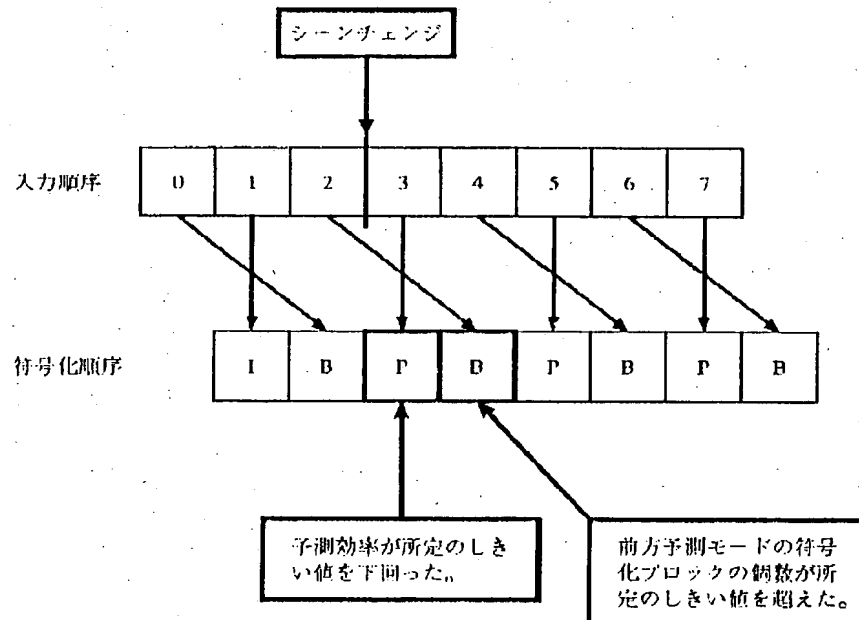 シーンチェンジ
入力順序 0 1 2 3 4 5 6 7
符号化順序 I B P B P B P B
予測効率が所定のしき
い値を下回った。
前方予測モードの符号
化ブロックの個数が所
定のしきい値を超えた。